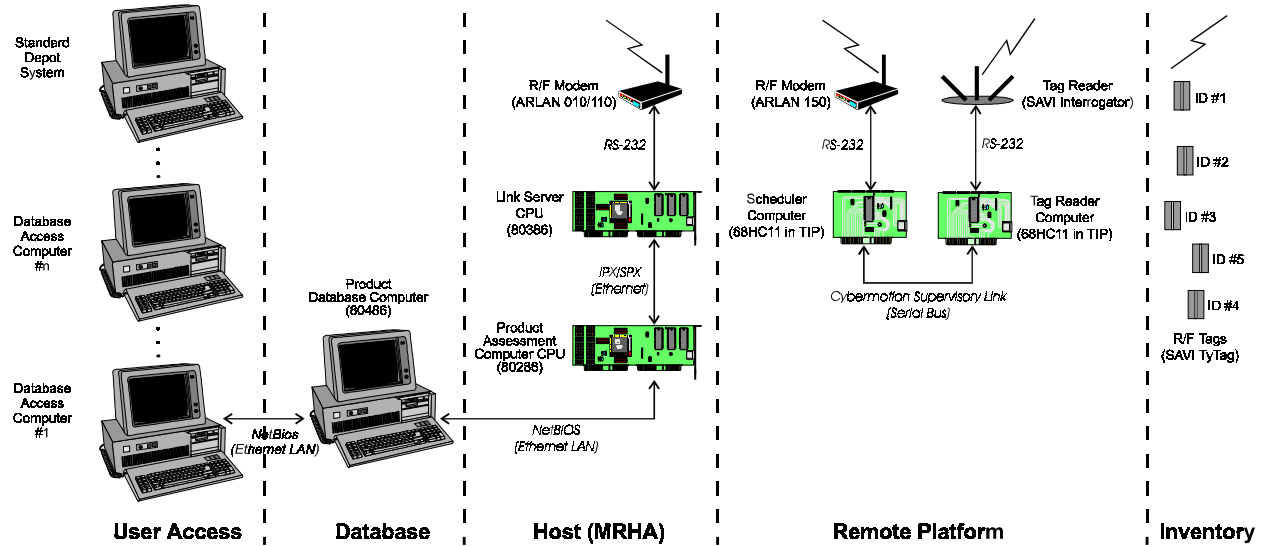 Standard
Depot
System
Database
Access
Computer
#n
Database
Access
Computer
#1
NetBios
(Ethernet LAN)
Product
Database Computer
(80486)
NetBIOS
(Ethernet LAN)
R/F Modem
(ARLAN 010/110)
RS-232
Link Server
CPU
(80386)
IPX/SPX
(Ethernet)
Product
Assessment
Computer CPU
(80286)
R/F Modem
(ARLAN 150)
RS-232
Scheduler
Computer
(68HC11 in TIP)
Tag Reader
(SAVI Interrogator)
RS-232
Tag Reader
Computer
(68HC11 in TIP)
Cybermotion Supervisory Link
(Serial Bus)
ID #1
ID #2
ID #3
ID #5
ID #4
R/F Tags
(SAVI TyTag)
User Access
Database
Host (MRHA)
Remote Platform
Inventory